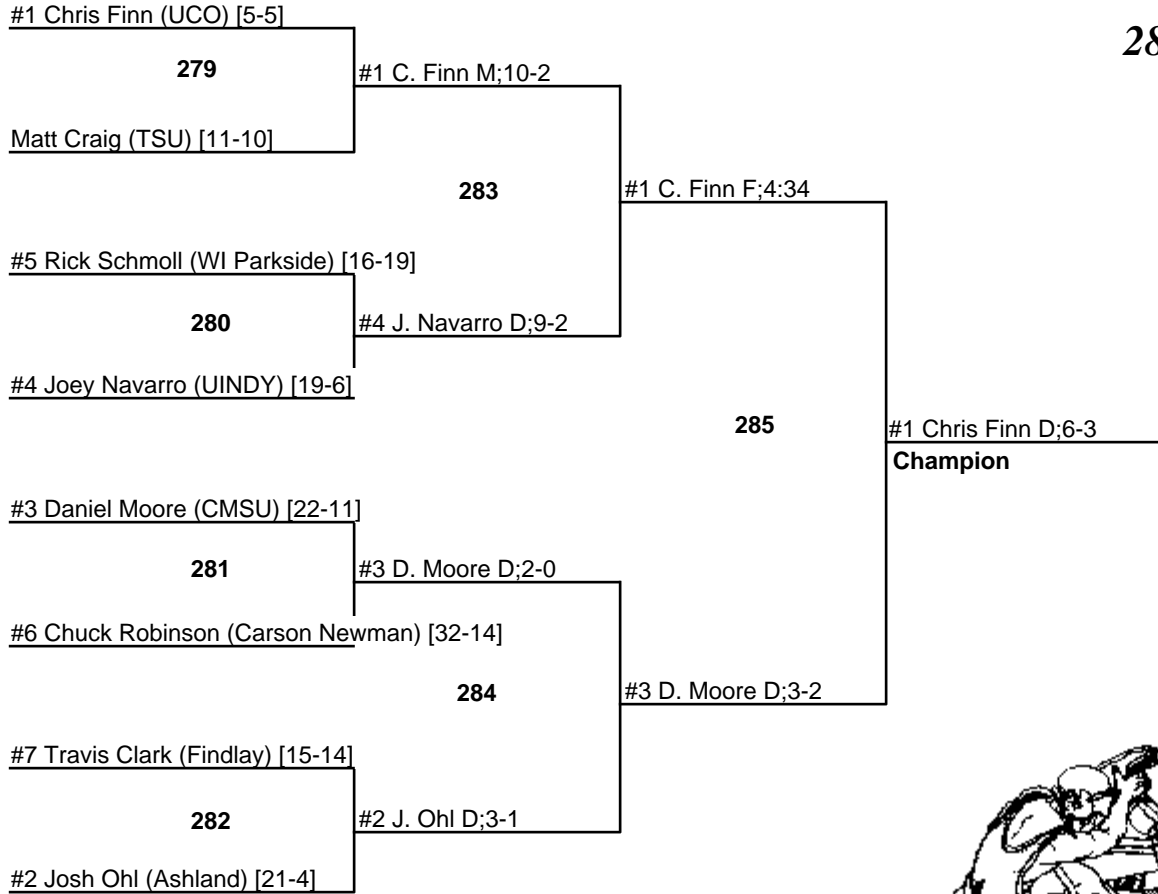 #1 Chris Finn (UCO) [5-5]
28
279
#1 C. Finn M;10-2
Matt Craig (TSU) [11-10]
283
#1 C. Finn F;4:34
#5 Rick Schmoll (WI Parkside) [16-19]
280
#4 J. Navarro D;9-2
#4 Joey Navarro (UINDY) [19-6]
285
#1 Chris Finn D;6-3
Champion
#3 Daniel Moore (CMSU) [22-11]
281
#3 D. Moore D;2-0
#6 Chuck Robinson (Carson Newman) [32-14]
284
#3 D. Moore D;3-2
#7 Travis Clark (Findlay) [15-14]
282
#2 J. Ohl D;3-1
#2 Josh Ohl (Ashland) [21-4]